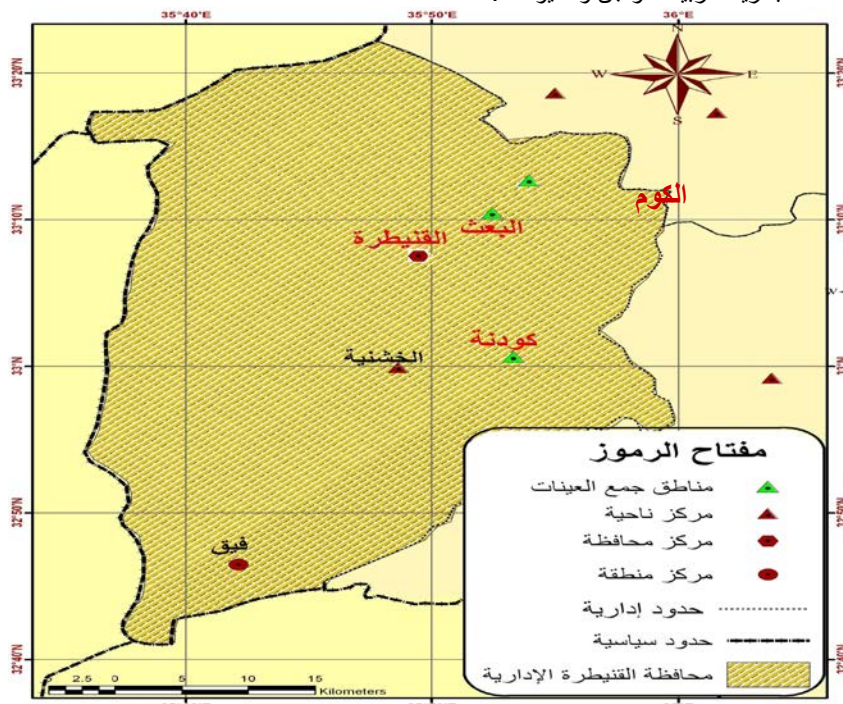 35°40'E 35°50'E 36°E
N
W E
S
33°20'N
الكوم
33°10'N
البعث
القنيطرة
كودنة
الخشنية
مفتاح الرموز
مناطق جمع العينات
مركز ناحية
32°50'N
مركز محافظة
فيق
مركز منطقة
حدود إدارية
حدود سياسية
32°40'N
محافظة القنيطرة الإدارية
2.5 0 5 10 15
Kilometers